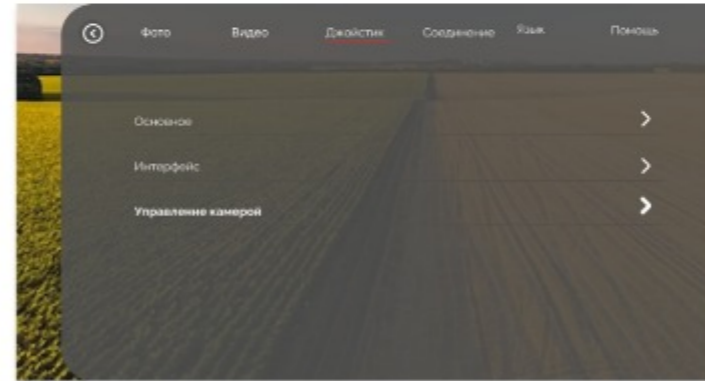 Фото Видео Джойстик Соединение Язык Помощь
Основное
Интерфейс
Управление камерой